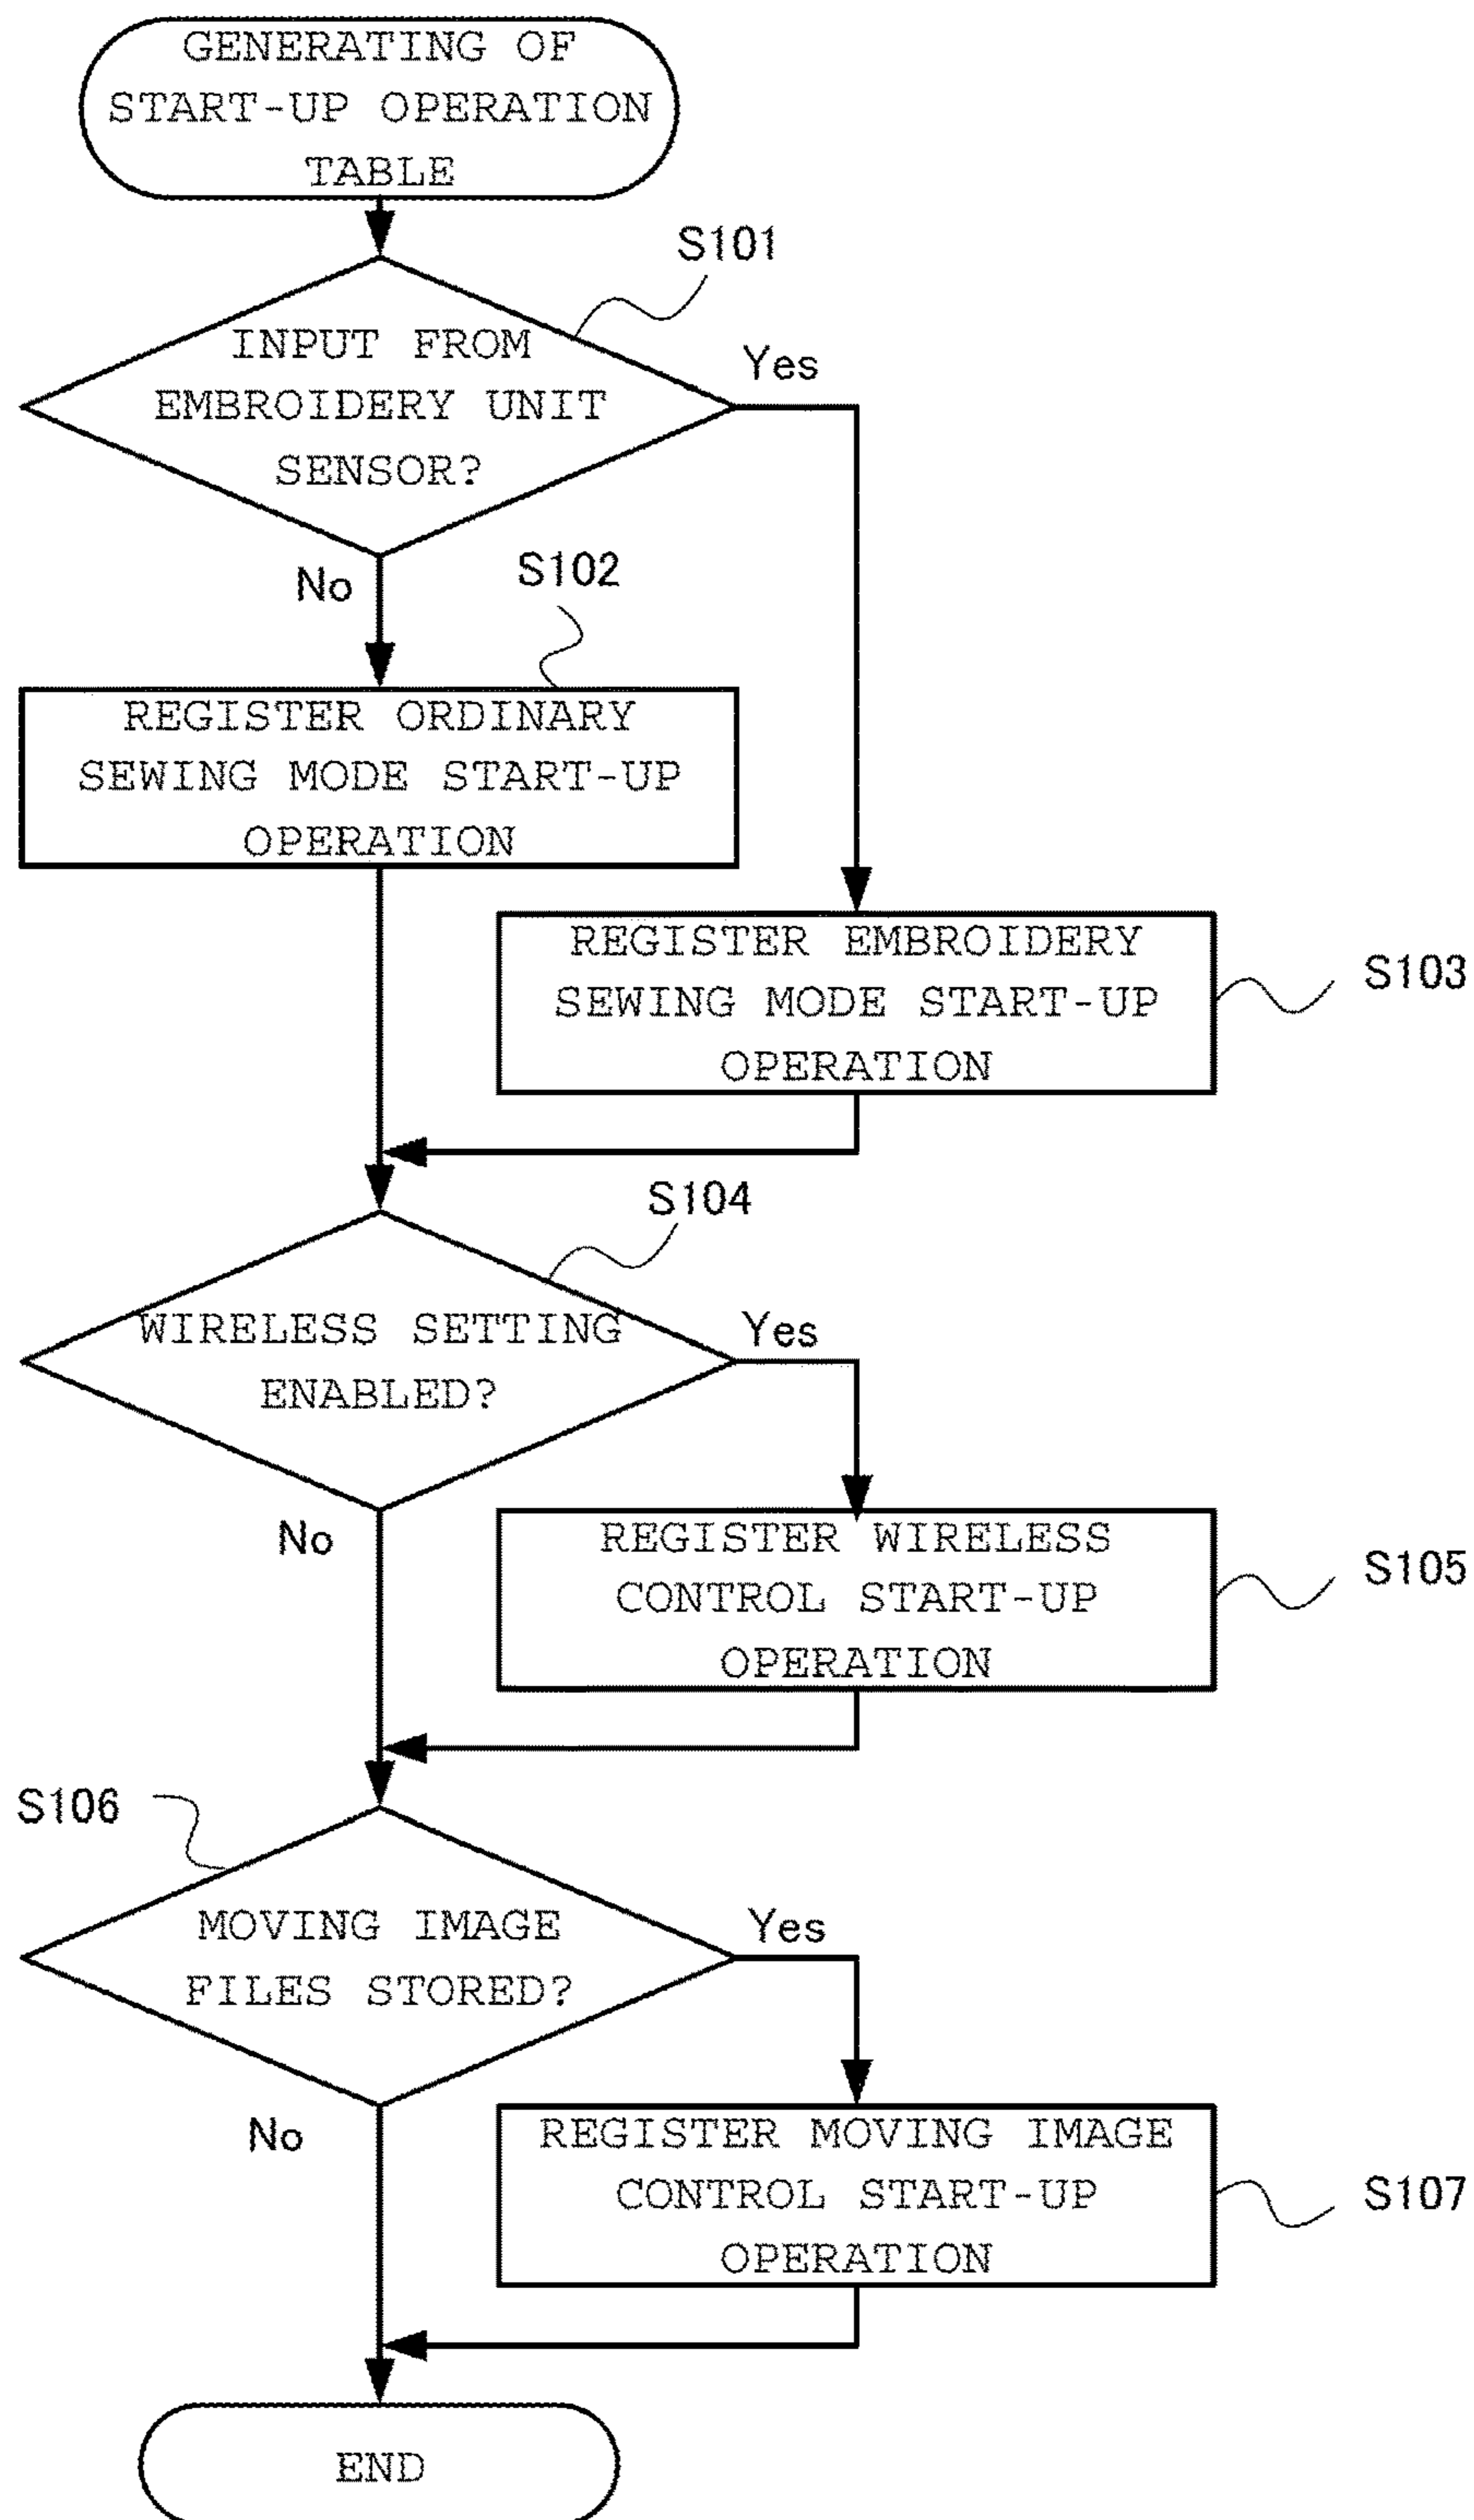 GENERATING OF
START-UP OPERATION
TABLE
S101
INPUT FROM
EMBROIDERY UNIT
SENSOR?
Yes
No
S102
REGISTER ORDINARY
SEWING MODE START-UP
OPERATION
REGISTER EMBROIDERY
SEWING MODE START-UP
OPERATION
S103
S104
WIRELESS SETTING
ENABLED?
Yes
No
REGISTER WIRELESS
CONTROL START-UP
OPERATION
S105
S106
MOVING IMAGE
FILES STORED?
Yes
No
REGISTER MOVING IMAGE
CONTROL START-UP
OPERATION
S107
END